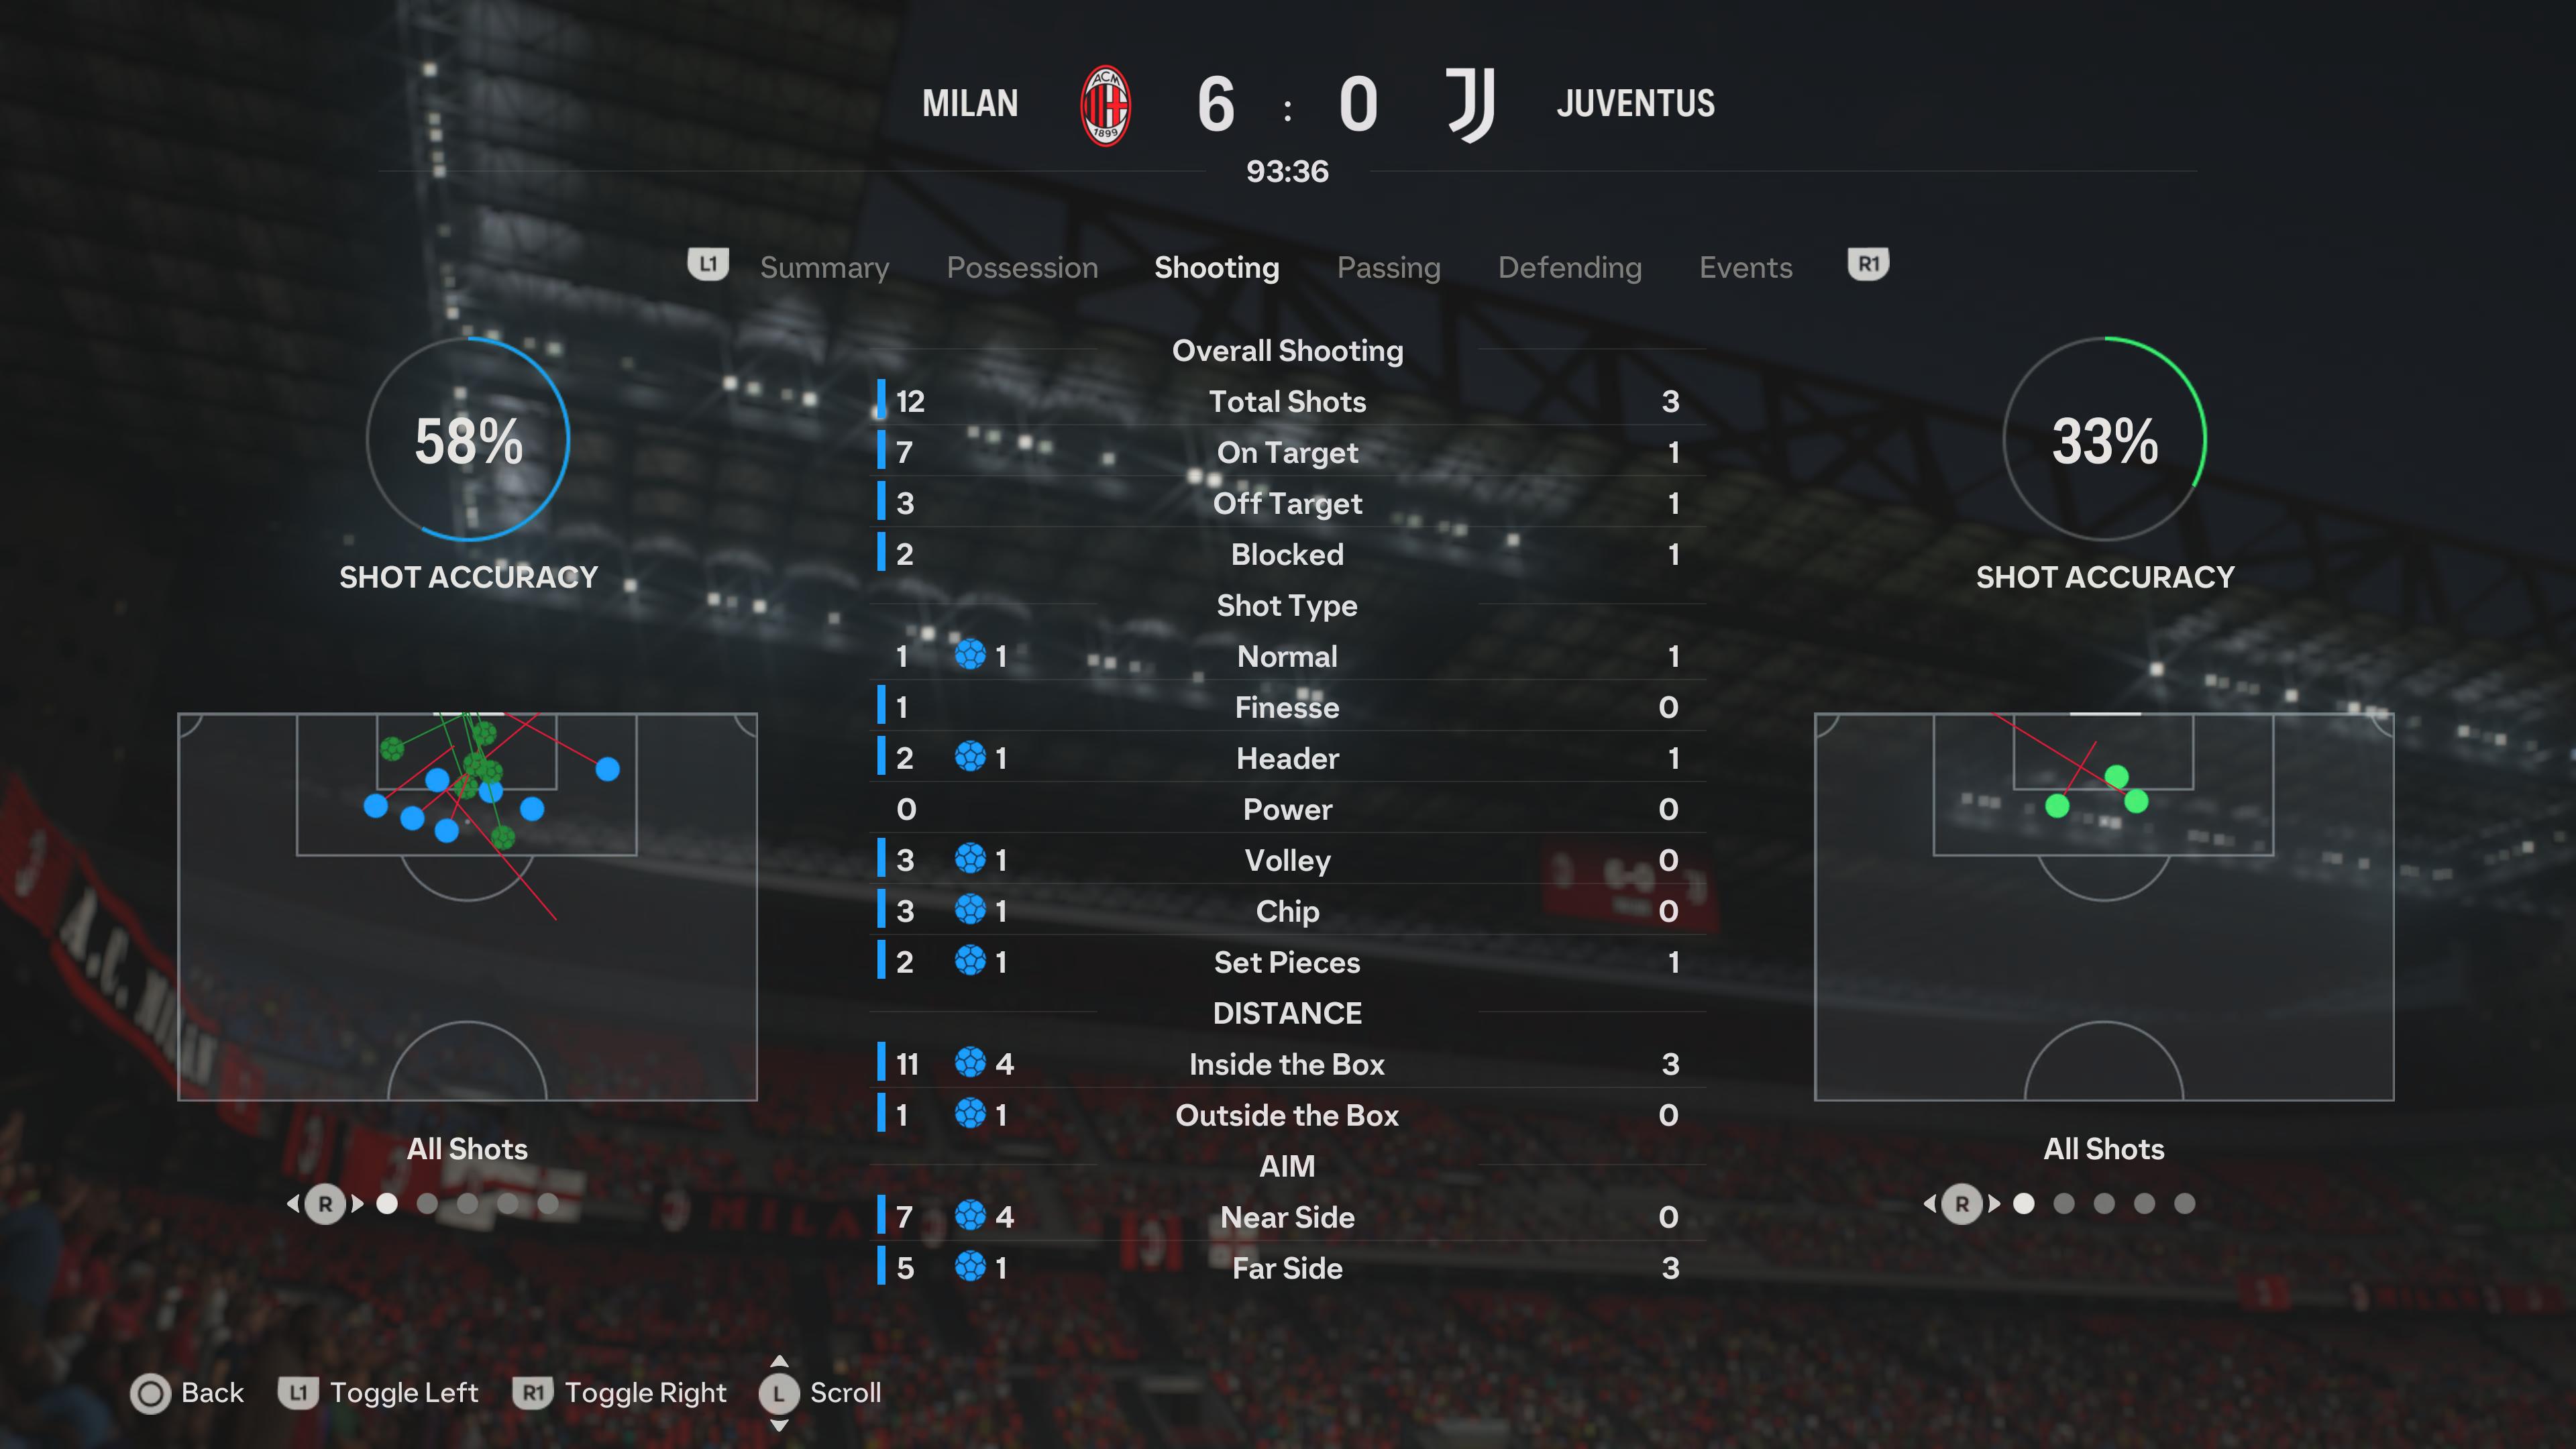 MILAN ACM 1899 6 : 0 JUVENTUS
93:36
L1 Summary Possession Shooting Passing Defending Events R1
Overall Shooting
12 Total Shots 3
7 On Target 1
3 Off Target 1
2 Blocked 1
Shot Type
1 1 Normal 1
1 Finesse 0
2 1 Header 1
0 Power 0
3 1 Volley 0
3 1 Chip 0
2 1 Set Pieces 1
DISTANCE
11 4 Inside the Box 3
1 1 Outside the Box 0
AIM
7 4 Near Side 0
5 1 Far Side 3
58%
SHOT ACCURACY
All Shots
R
33%
SHOT ACCURACY
All Shots
R
A.C. MILAN
MILA
Back L1 Toggle Left R1 Toggle Right L Scroll